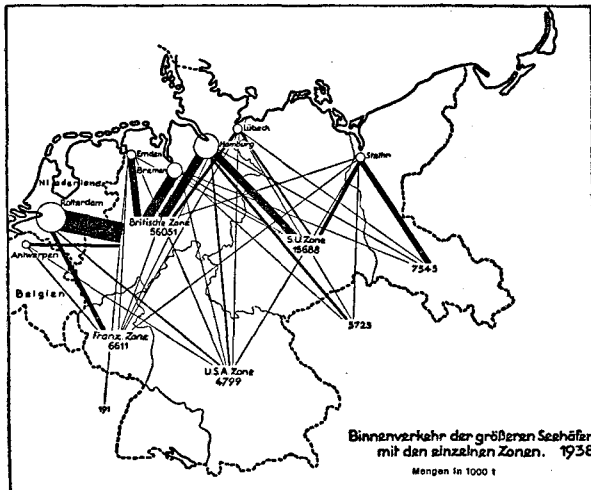 Lübeck
Hamburg
Emden
Bremen
Stettin
Niederlande
Rotterdam
Britische Zone
56051
S.U. Zone
15688
Antwerpen
7545
Belgien
5723
Franz. Zone
6611
U.S.A. Zone
4799
191
Binnenverkehr der größeren Seehäfen
mit den einzelnen Zonen. 1938
Mengen in 1000 t